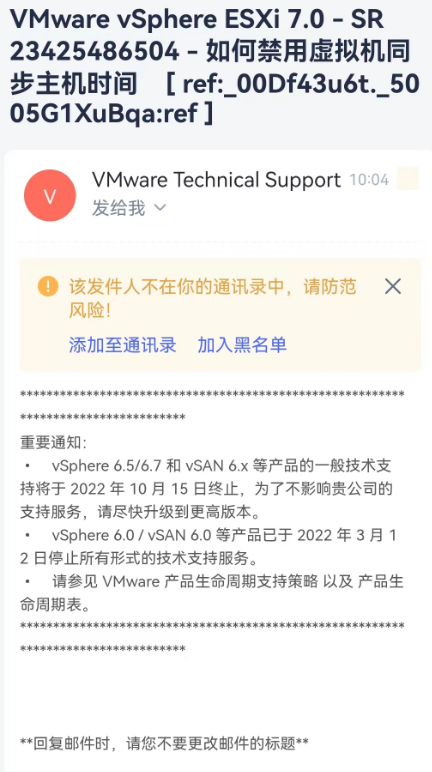 VMware vSphere ESXi 7.0 - SR
23425486504 - 如何禁用虚拟机同
步主机时间 [ ref:_00Df43u6t._50
05G1XuBqa:ref ]
V
VMware Technical Support 10:04
发给我
该发件人不在你的通讯录中，请防范
风险！
添加至通讯录 加入黑名单
**********************************************************
*************************
重要通知：
• vSphere 6.5/6.7 和 vSAN 6.x 等产品的一般技术支
持将于 2022 年 10 月 15 日终止，为了不影响贵公司的
支持服务，请尽快升级到更高版本。
• vSphere 6.0 / vSAN 6.0 等产品已于 2022 年 3 月 1
2 日停止所有形式的技术支持服务。
• 请参见 VMware 产品生命周期支持策略 以及 产品生
命周期表。
**********************************************************
*************************
**回复邮件时，请您不要更改邮件的标题**